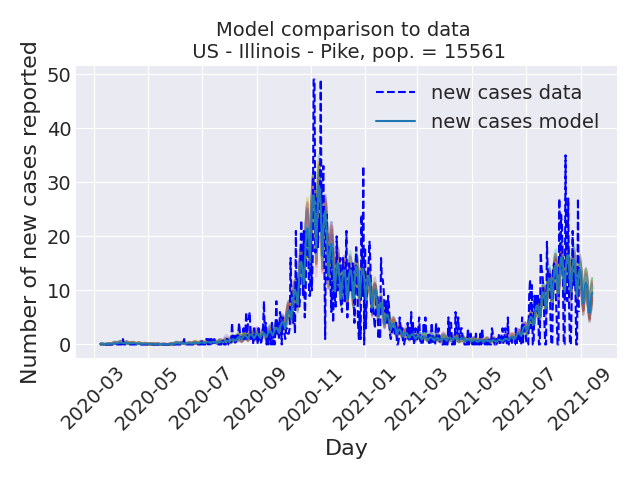 Model comparison to data
US - Illinois - Pike, pop. = 15561
Number of new cases reported
50
40
30
20
10
0
new cases data
new cases model
2020-03
2020-05
2020-07
2020-09
2020-11
2021-01
2021-03
2021-05
2021-07
2021-09
Day